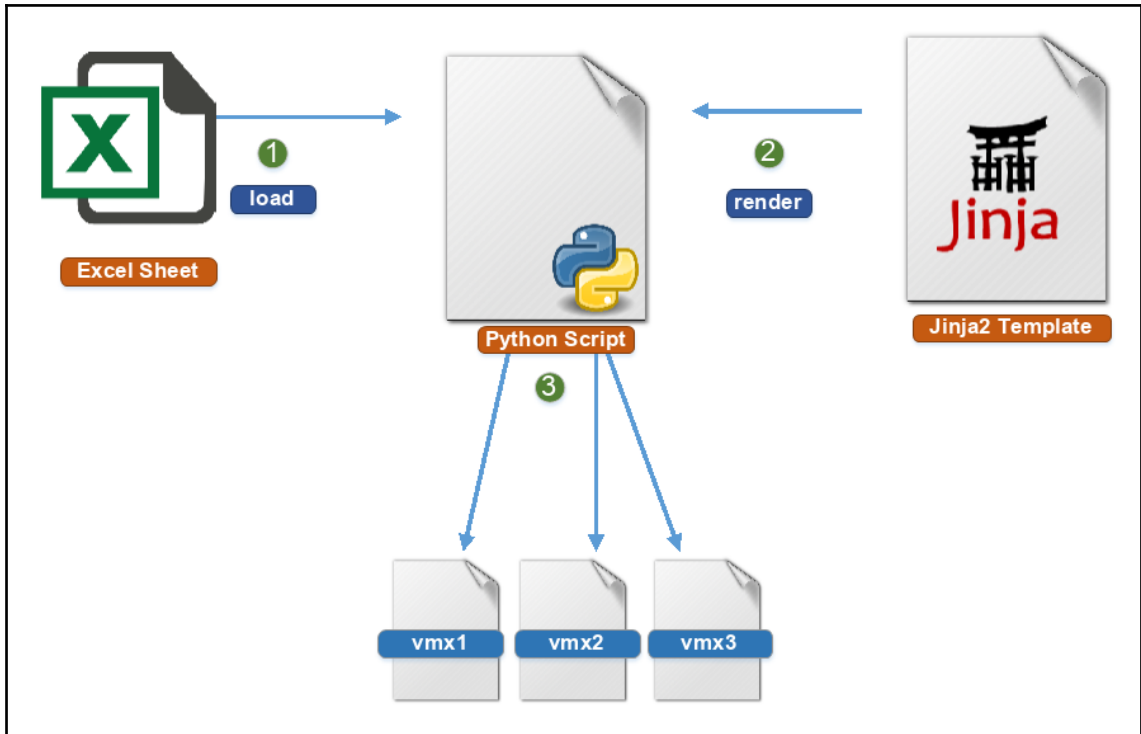 X
1
load
Excel Sheet
Python Script
2
render
Jinja
Jinja2 Template
3
vmx1
vmx2
vmx3